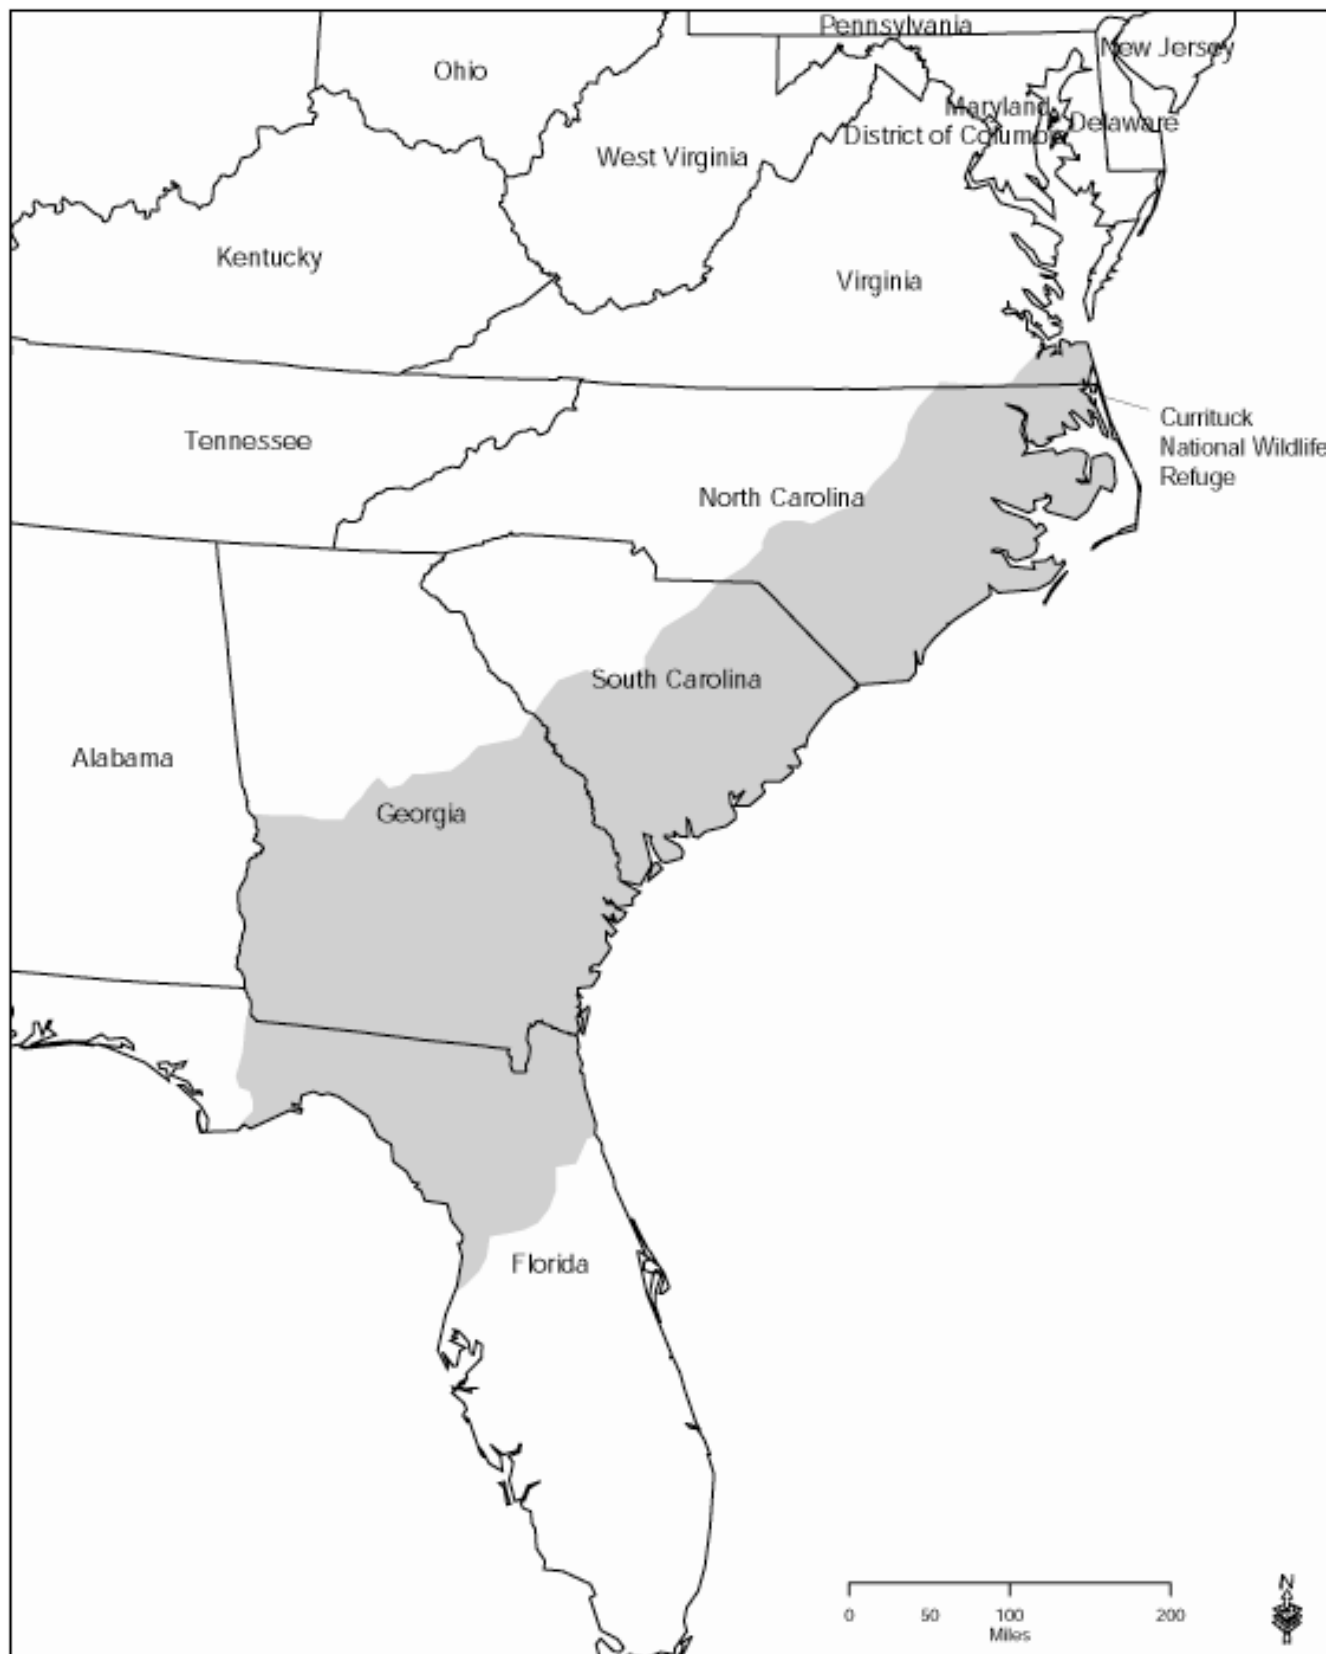 Pennsylvania
New Jersey
Ohio
Maryland
Delaware
District of Columbia
West Virginia
Kentucky
Virginia
Currituck
National Wildlife
Refuge
Tennessee
North Carolina
South Carolina
Alabama
Georgia
Florida
N
0 50 100 200
Miles